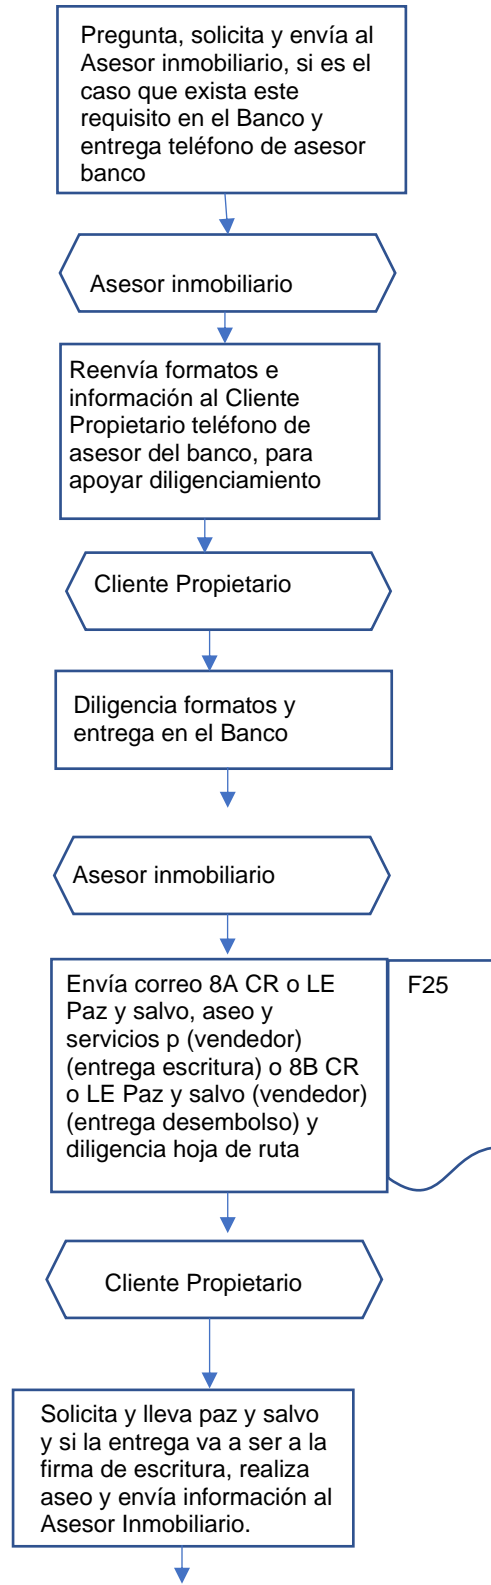 Pregunta, solicita y envía al
Asesor inmobiliario, si es el
caso que exista este
requisito en el Banco y
entrega teléfono de asesor
banco
Asesor inmobiliario
Reenvía formatos e
información al Cliente
Propietario teléfono de
asesor del banco, para
apoyar diligenciamiento
Cliente Propietario
Diligencia formatos y
entrega en el Banco
Asesor inmobiliario
Envía correo 8A CR o LE
Paz y salvo, aseo y
servicios p (vendedor)
(entrega escritura) o 8B CR
o LE Paz y salvo (vendedor)
(entrega desembolso) y
diligencia hoja de ruta
F25
Cliente Propietario
Solicita y lleva paz y salvo
y si la entrega va a ser a la
firma de escritura, realiza
aseo y envía información al
Asesor Inmobiliario.